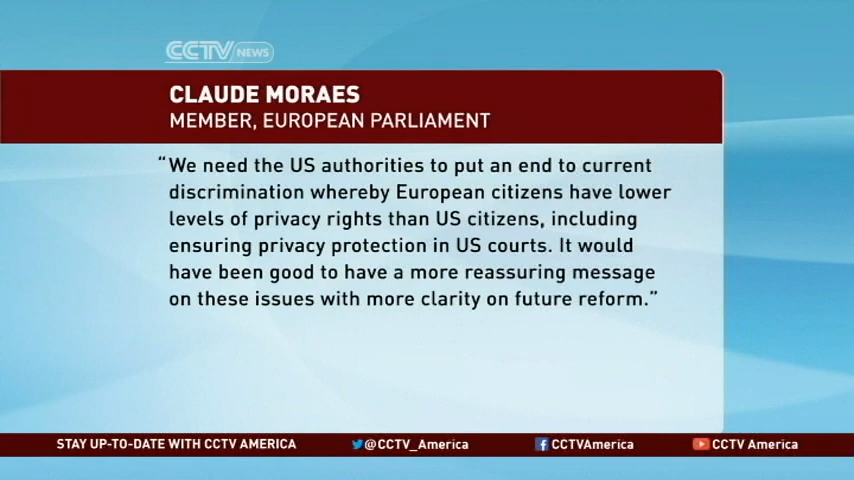 CCTV NEWS
CLAUDE MORAES
MEMBER, EUROPEAN PARLIAMENT
“We need the US authorities to put an end to current
discrimination whereby European citizens have lower
levels of privacy rights than US citizens, including
ensuring privacy protection in US courts. It would
have been good to have a more reassuring message
on these issues with more clarity on future reform.”
STAY UP-TO-DATE WITH CCTV AMERICA @CCTV_America CCTVAmerica CCTV America